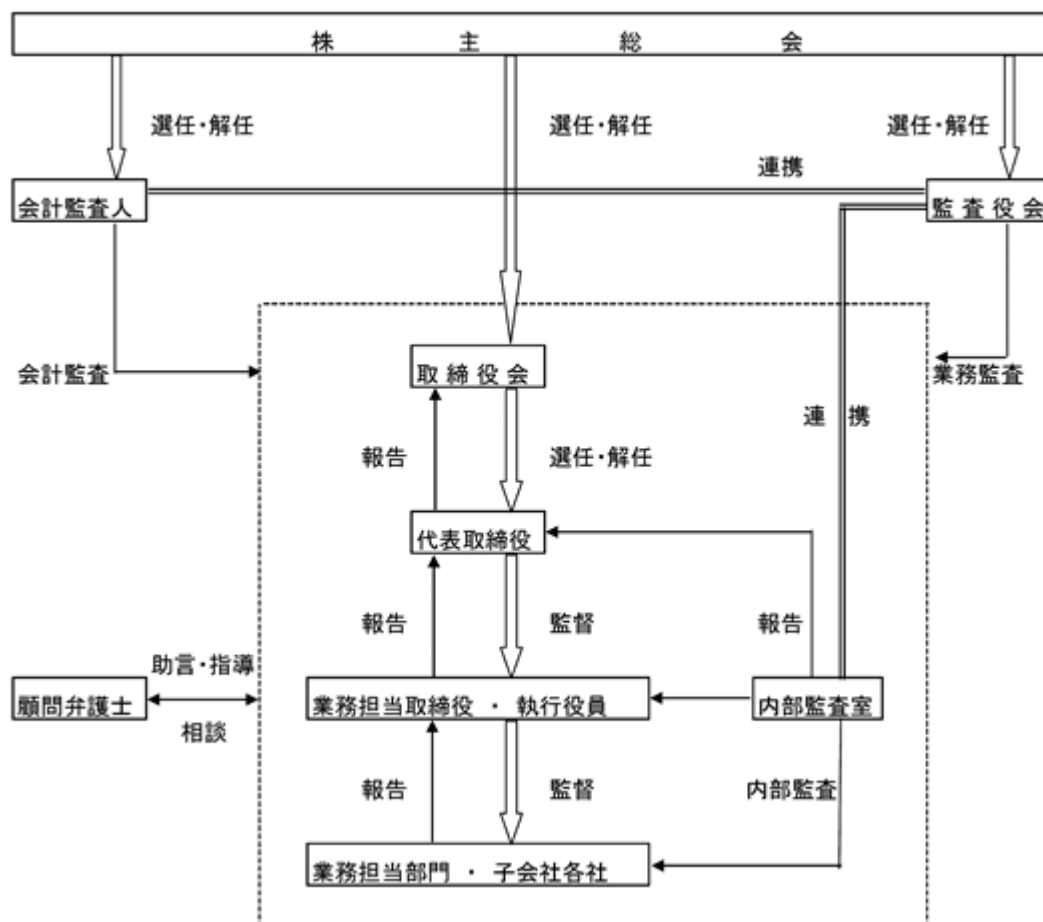 株主総会
選任・解任
選任・解任
選任・解任
連携
会計監査人
監査役会
会計監査
取締役会
業務監査
連携
報告
選任・解任
代表取締役
報告
監督
報告
助言・指導
顧問弁護士
業務担当取締役 ・ 執行役員
内部監査室
相談
報告
監督
内部監査
業務担当部門 ・ 子会社各社